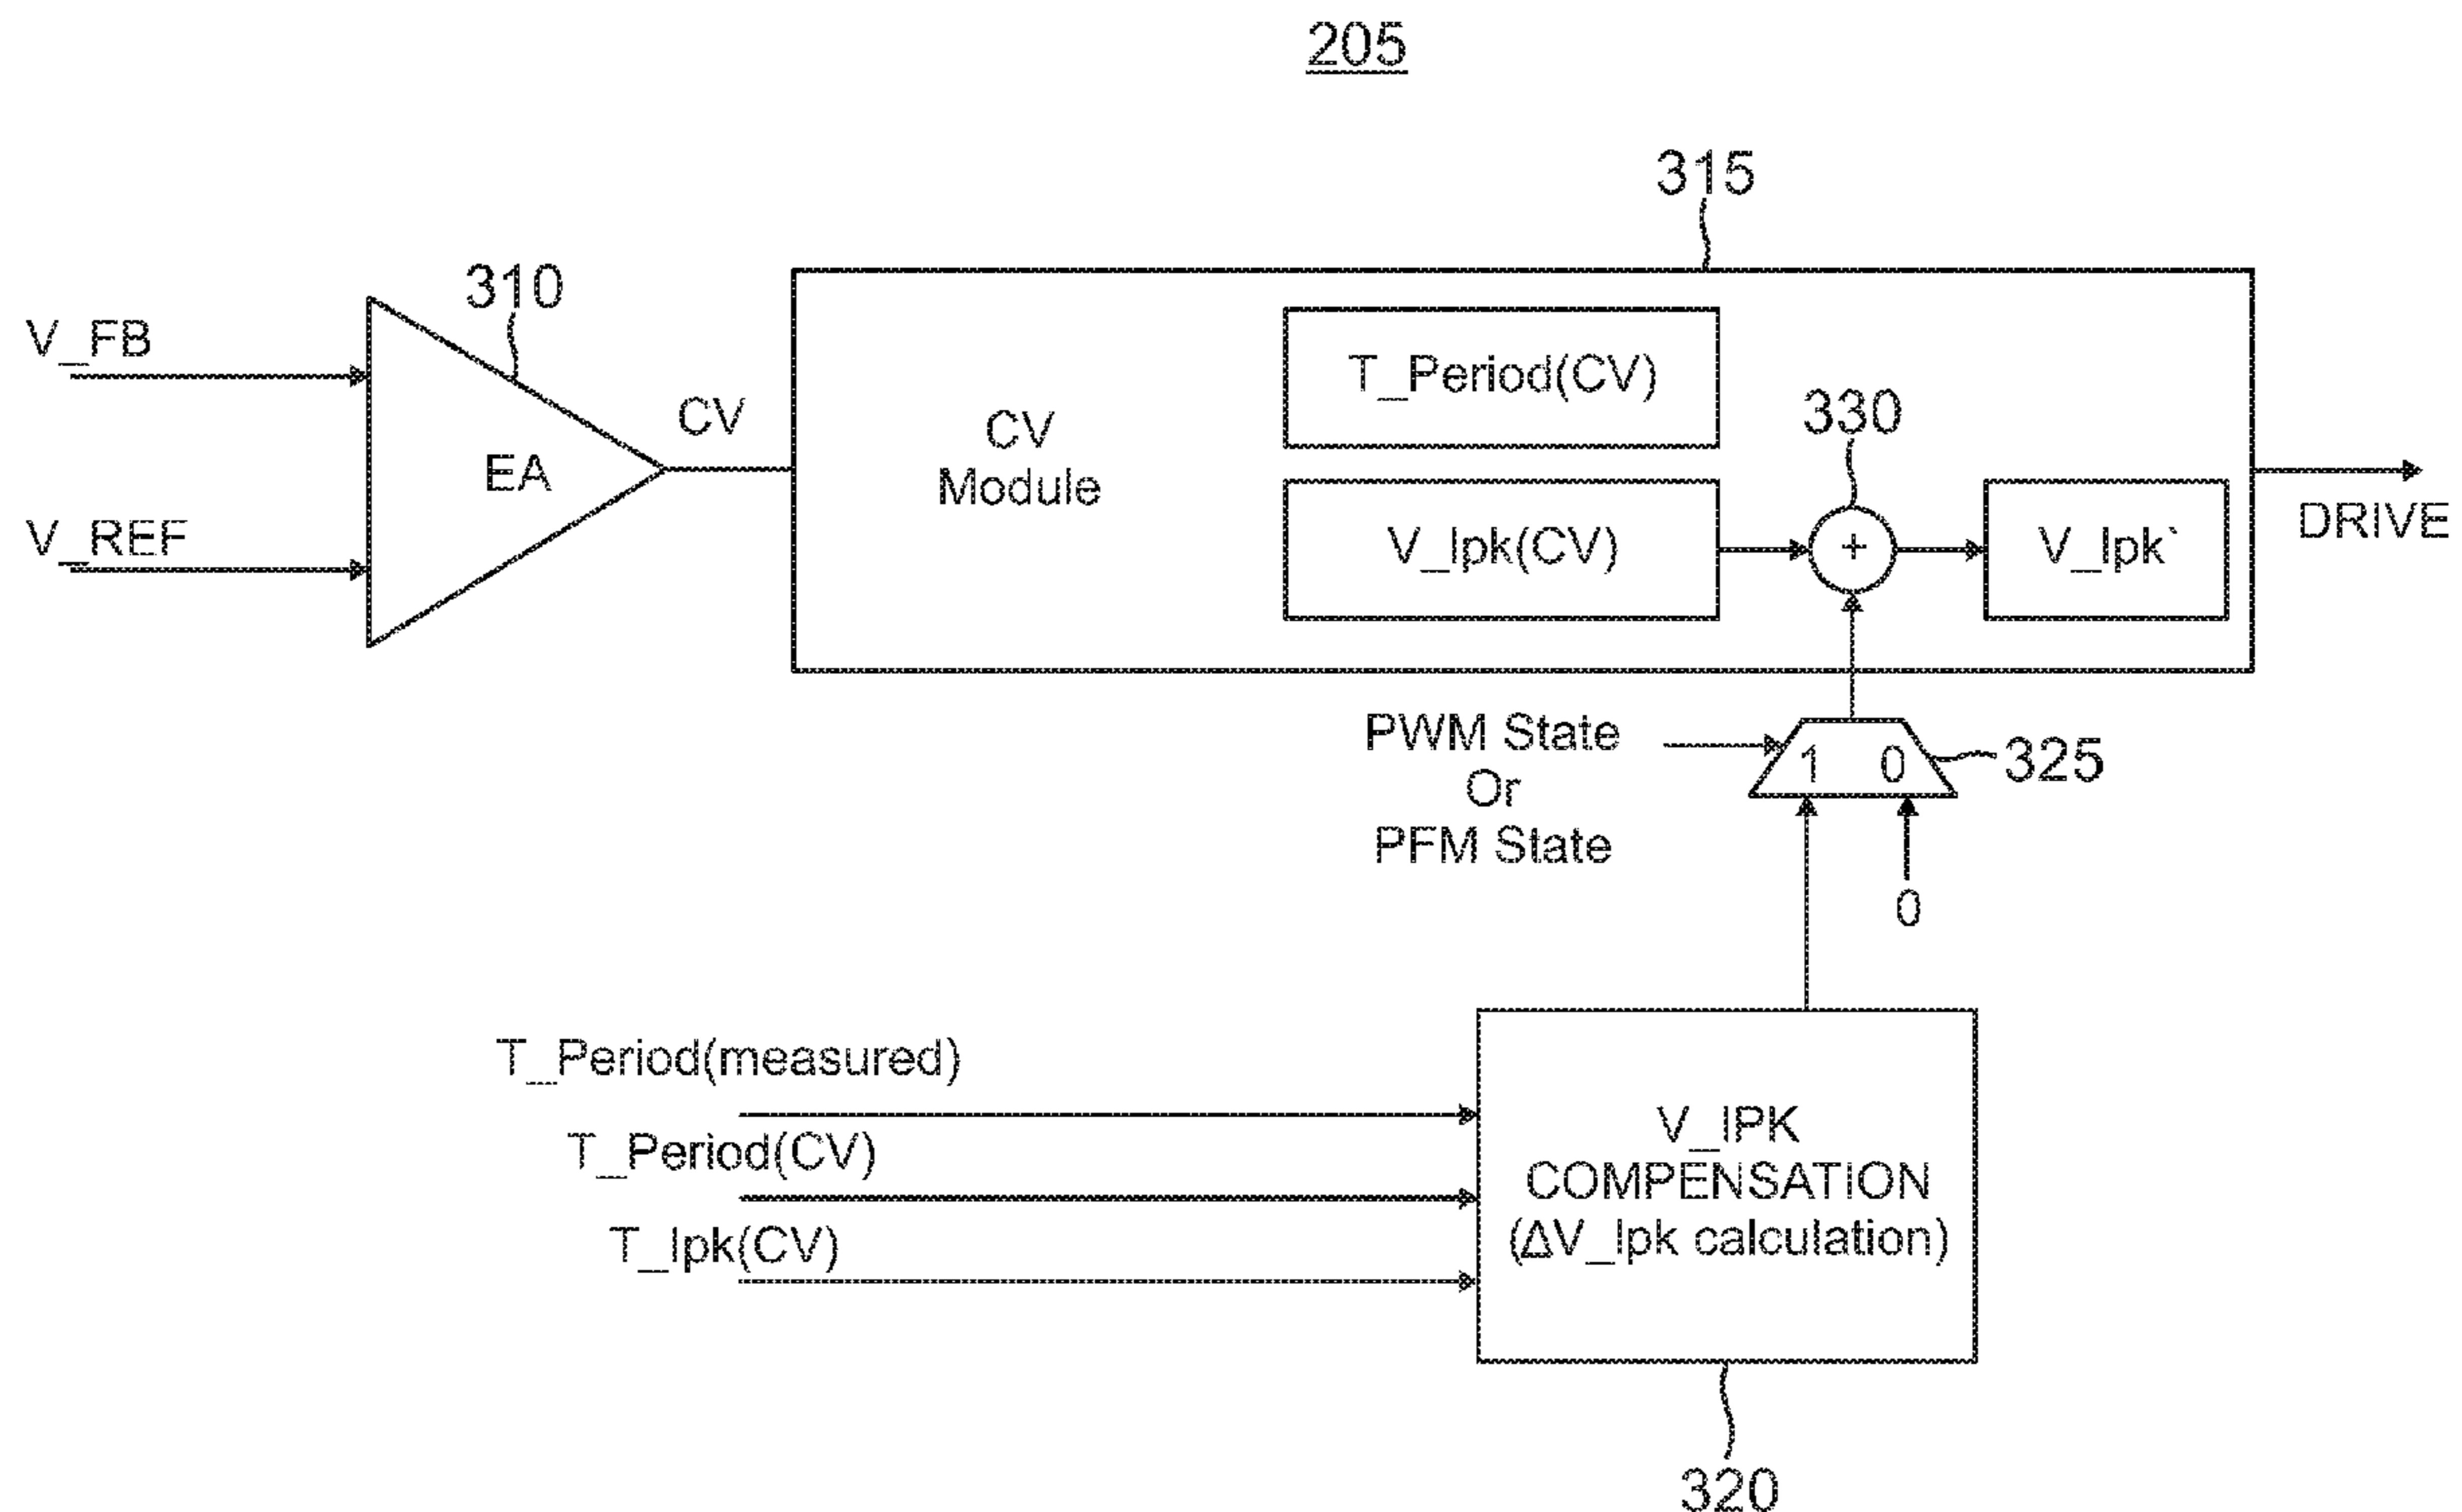 205
315
310
V_FB
T_Period(CV)
CV
CV
Module
330
EA
V_REF
V_Ipk(CV)
+
V_Ipk`
DRIVE
PWM State
Or
PFM State
1 0
325
0
T_Period(measured)
T_Period(CV)
T_Ipk(CV)
V_IPK
COMPENSATION
(ΔV_Ipk calculation)
320